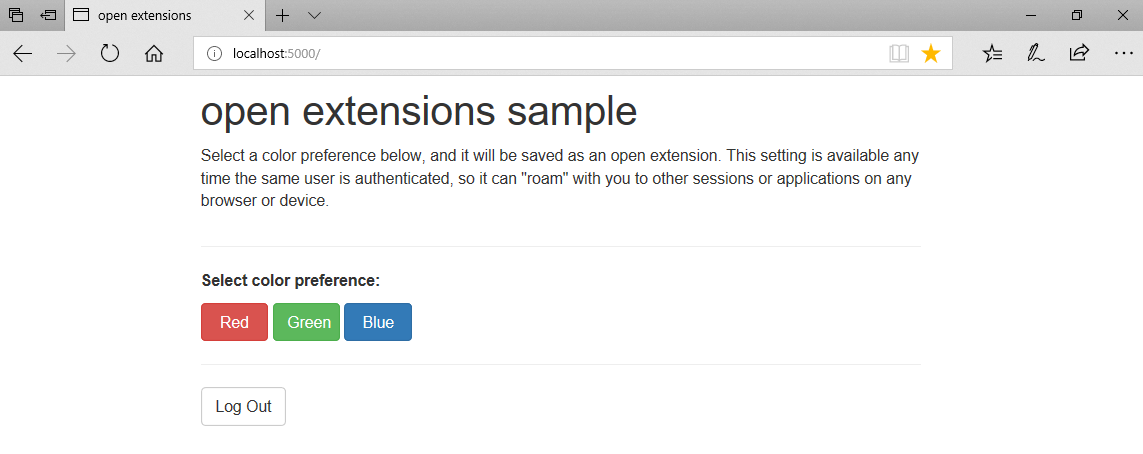 open extensions
localhost:5000/
open extensions sample
Select a color preference below, and it will be saved as an open extension. This setting is available any
time the same user is authenticated, so it can "roam" with you to other sessions or applications on any
browser or device.
Select color preference:
Red Green Blue
Log Out